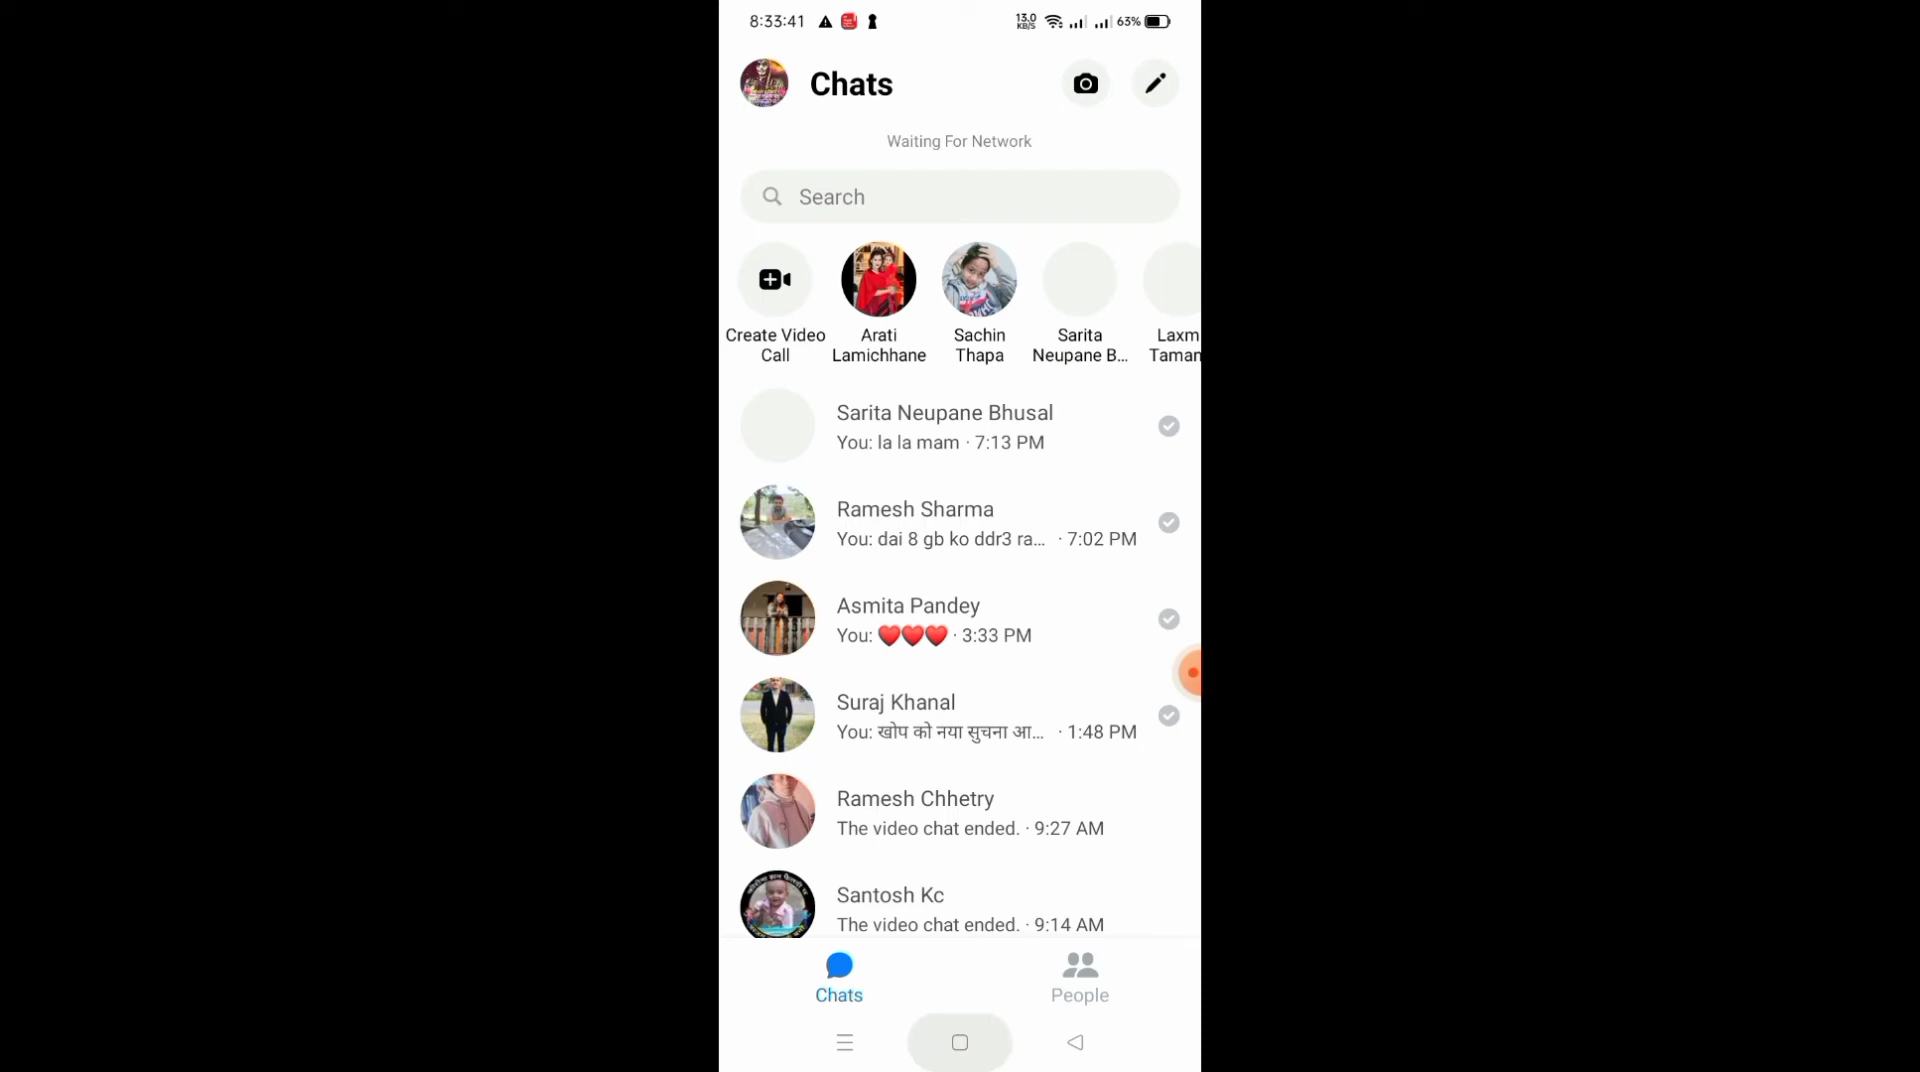 8:33:41
13.0 KB/S 63%
Chats
Waiting For Network
Search
Create Video Call
Arati Lamichhane
Sachin Thapa
Sarita Neupane B...
Laxm Taman
Sarita Neupane Bhusal
You: la la mam · 7:13 PM
Ramesh Sharma
You: dai 8 gb ko ddr3 ra... · 7:02 PM
Asmita Pandey
You: ❤️❤️❤️ · 3:33 PM
Suraj Khanal
You: खोप को नया सुचना आ... · 1:48 PM
Ramesh Chhetry
The video chat ended. · 9:27 AM
Santosh Kc
The video chat ended. · 9:14 AM
Chats
People